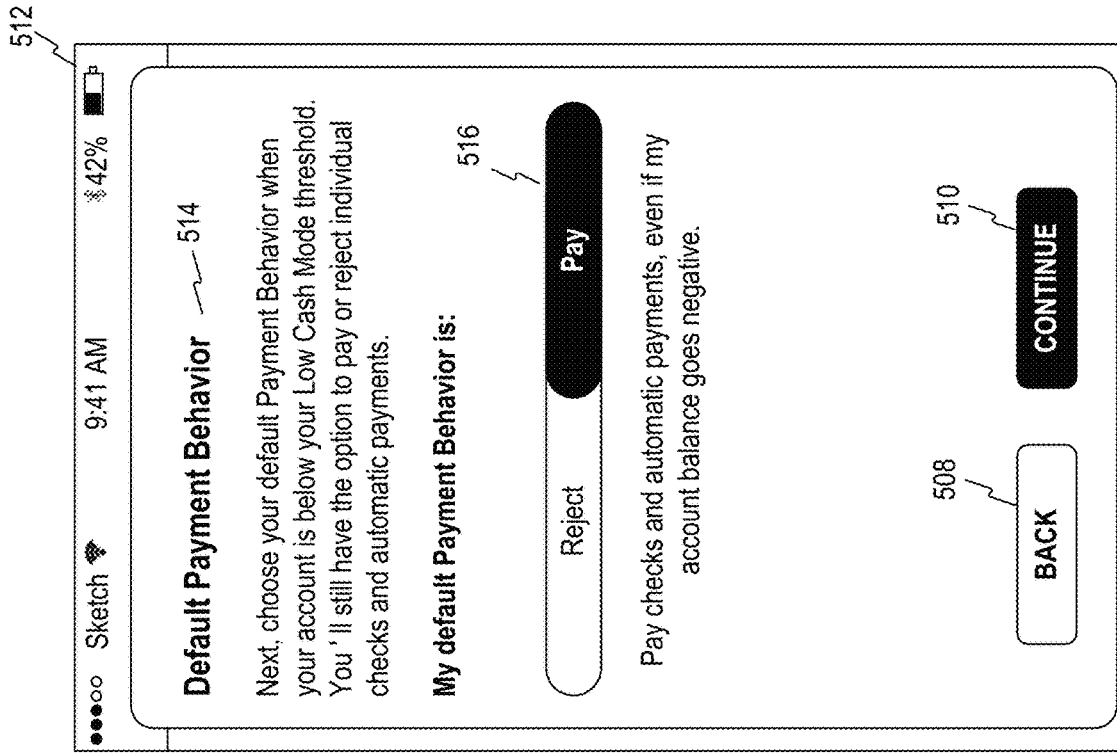 512
●●●○○ Sketch 9:41 AM 42%
Default Payment Behavior 514
Next, choose your default Payment Behavior when
your account is below your Low Cash Mode threshold.
You ' ll still have the option to pay or reject individual
checks and automatic payments.
My default Payment Behavior is:
516
Reject Pay
Pay checks and automatic payments, even if my
account balance goes negative.
508 510
BACK CONTINUE